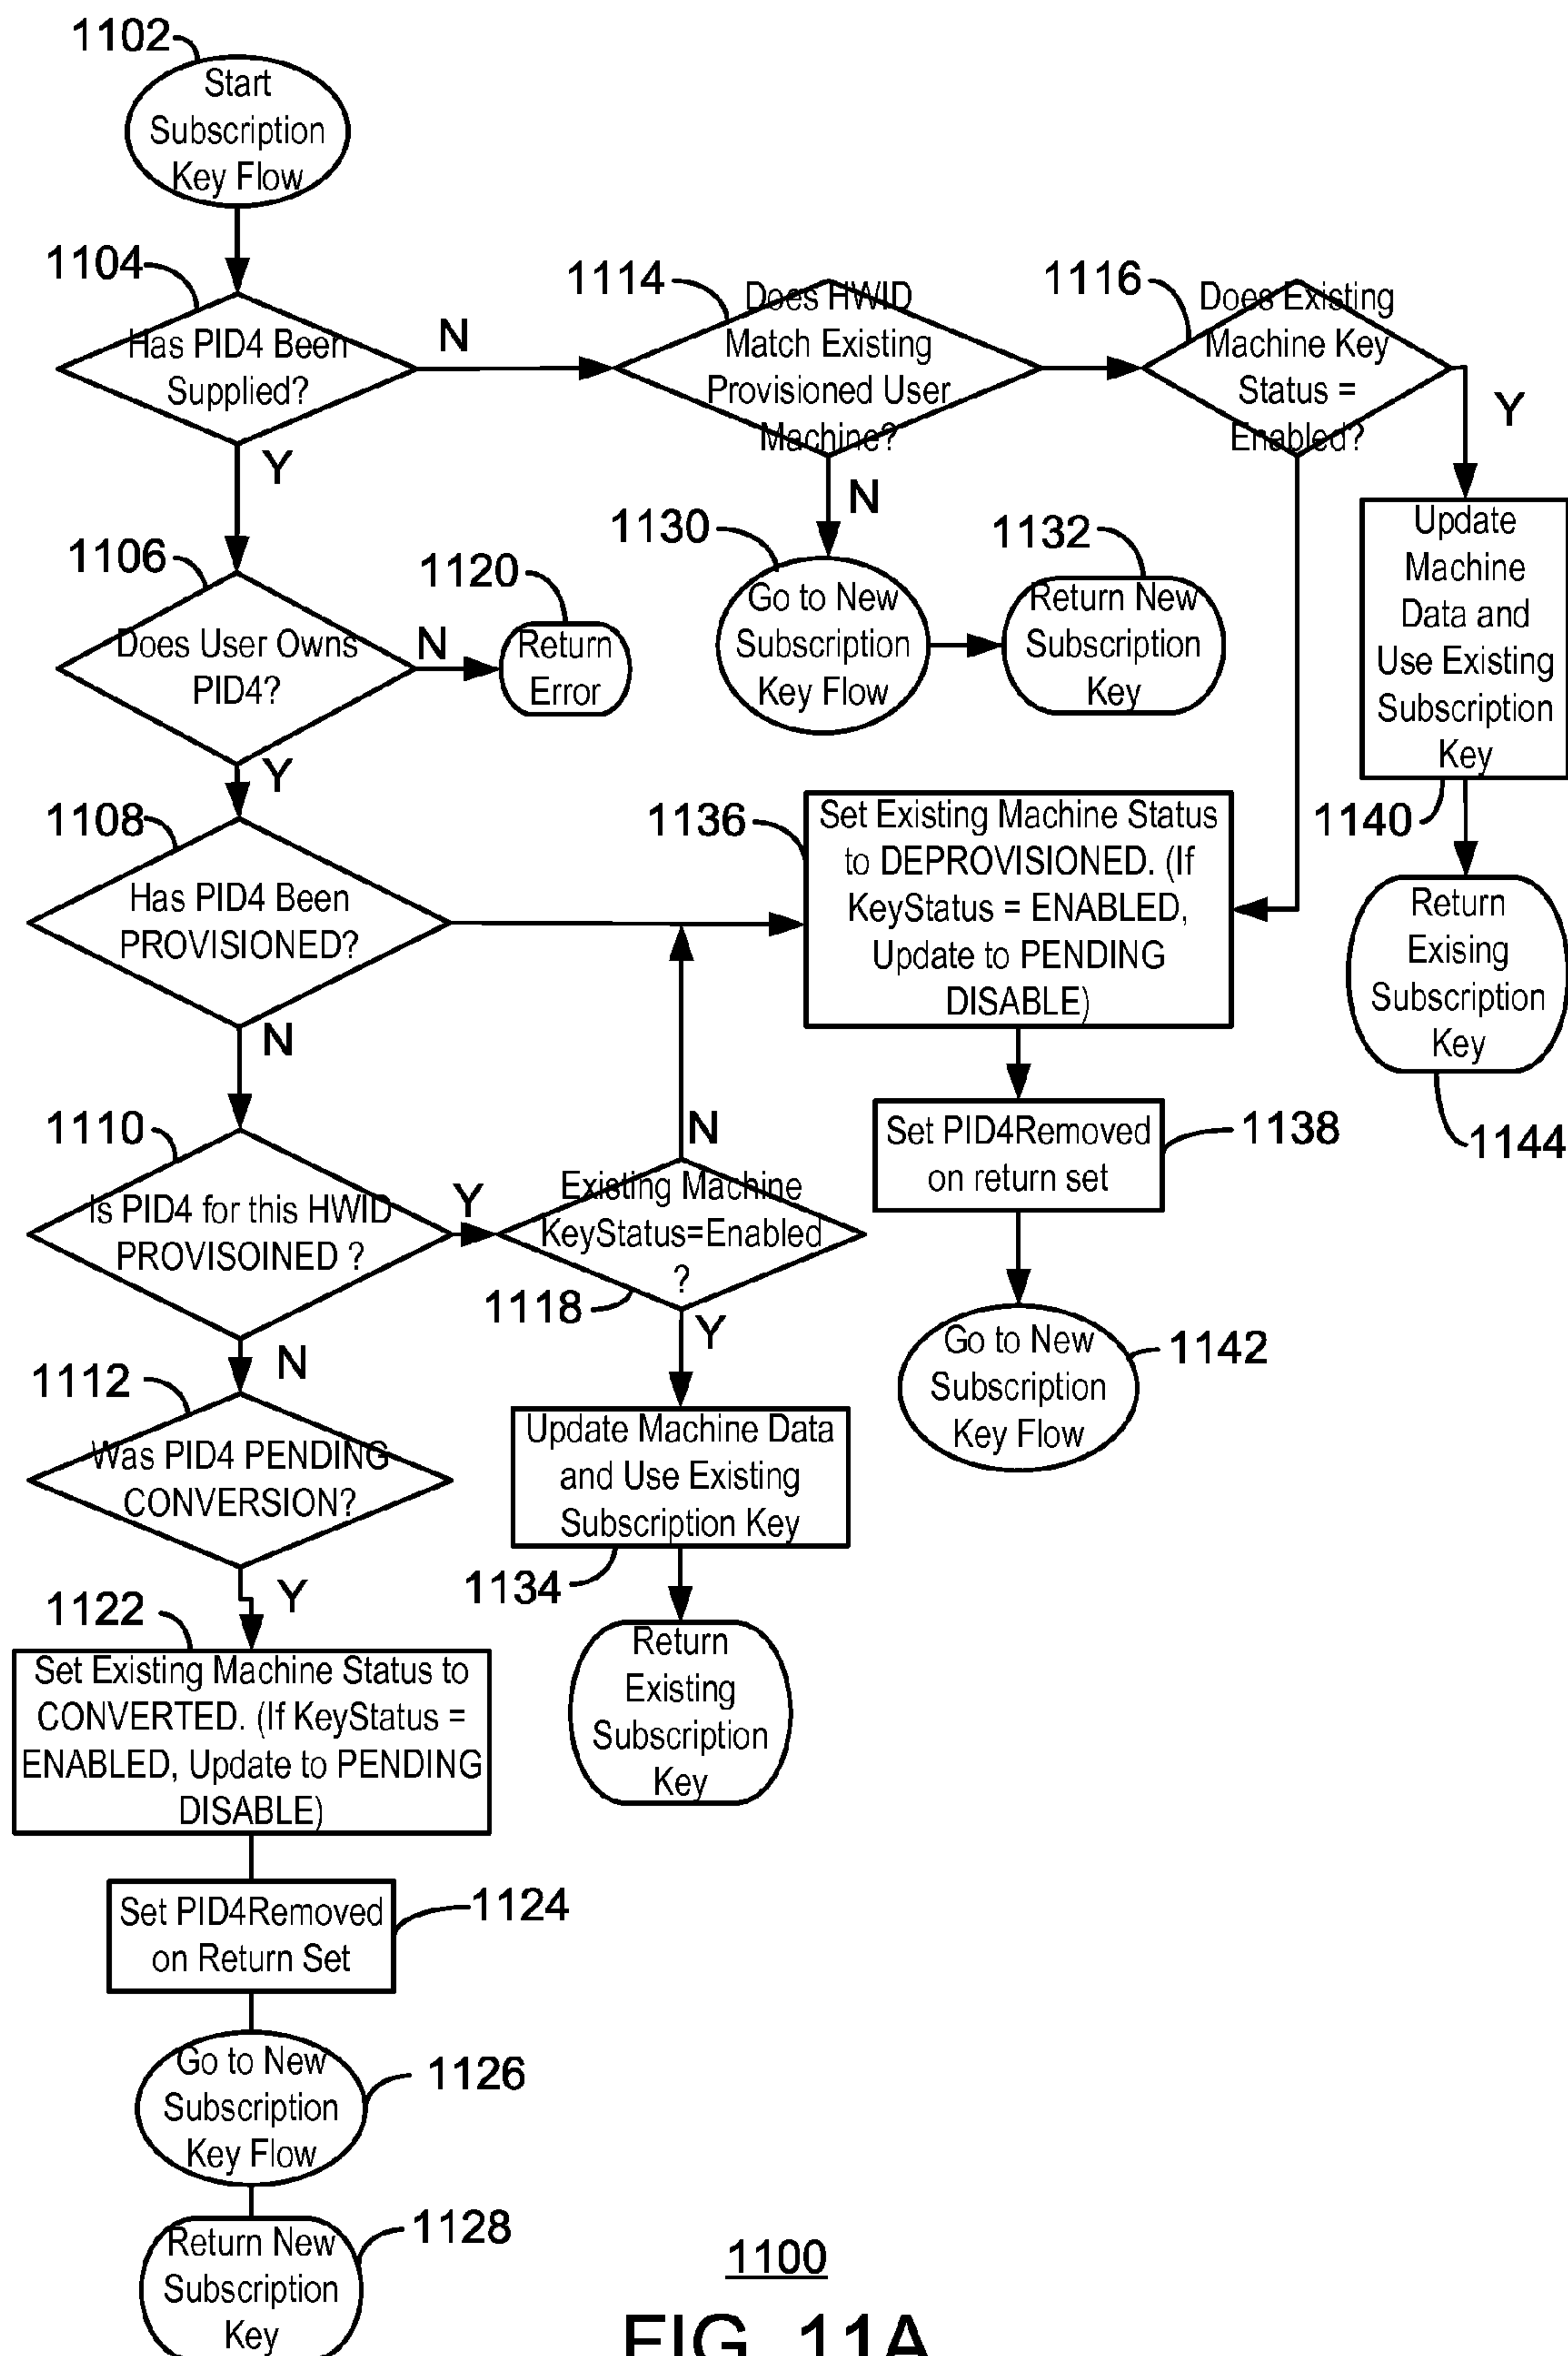 1102
Start
Subscription
Key Flow
1104
Has PID4 Been
Supplied?
N
Y
1114
Does HWID
Match Existing
Provisioned User
Machine?
N
1116
Does Existing
Machine Key
Status =
Enabled?
Y
1106
Does User Owns
PID4?
N
Y
1120
Return
Error
1130
Go to New
Subscription
Key Flow
1132
Return New
Subscription
Key
Update
Machine
Data and
Use Existing
Subscription
Key
1140
Return
Exising
Subscription
Key
1144
1108
Has PID4 Been
PROVISIONED?
N
1136
Set Existing Machine Status
to DEPROVISIONED. (If
KeyStatus = ENABLED,
Update to PENDING
DISABLE)
Set PID4Removed
on return set
1138
Go to New
Subscription
Key Flow
1142
1110
Is PID4 for this HWID
PROVISOINED ?
Y
N
N
Existing Machine
KeyStatus=Enabled
?
1118
Y
Update Machine Data
and Use Existing
Subscription Key
1134
Return
Existing
Subscription
Key
1112
Was PID4 PENDING
CONVERSION?
Y
1122
Set Existing Machine Status to
CONVERTED. (If KeyStatus =
ENABLED, Update to PENDING
DISABLE)
Set PID4Removed
on Return Set
1124
Go to New
Subscription
Key Flow
1126
Return New
Subscription
Key
1128
1100
FIG. 11A